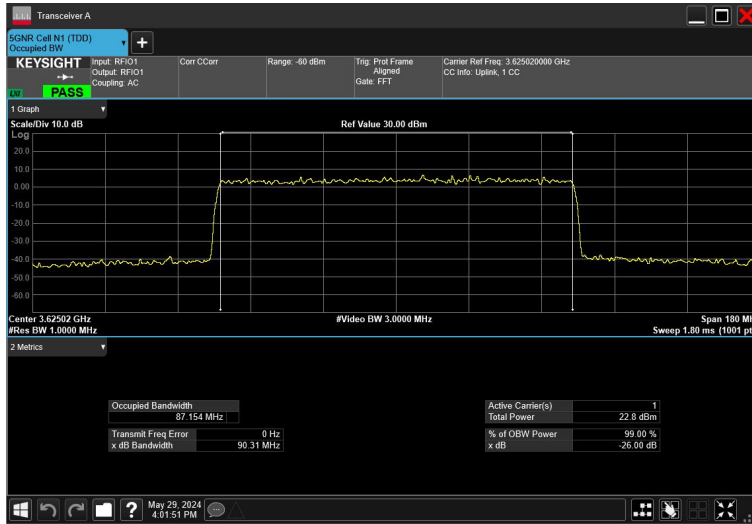 Transceiver A
5GNR Cell N1 (TDD)
Occupied BW
KEYSIGHT
LXI
PASS
Input: RFIO1
Output: RFIO1
Coupling: AC
Corr CCorr
Range: -60 dBm
Trig: Prot Frame
Aligned
Gate: FFT
Carrier Ref Freq: 3.625020000 GHz
CC Info: Uplink, 1 CC
1 Graph
Scale/Div 10.0 dB
Ref Value 30.00 dBm
Log
20.0
10.0
0.00
-10.0
-20.0
-30.0
-40.0
-50.0
-60.0
Center 3.62502 GHz
#Video BW 3.0000 MHz
Span 180 MH
#Res BW 1.0000 MHz
Sweep 1.80 ms (1001 pt
2 Metrics
Occupied Bandwidth
87.154 MHz
Transmit Freq Error 0 Hz
x dB Bandwidth 90.31 MHz
Active Carrier(s) 1
Total Power 22.8 dBm
% of OBW Power 99.00 %
x dB -26.00 dB
May 29, 2024
4:01:51 PM